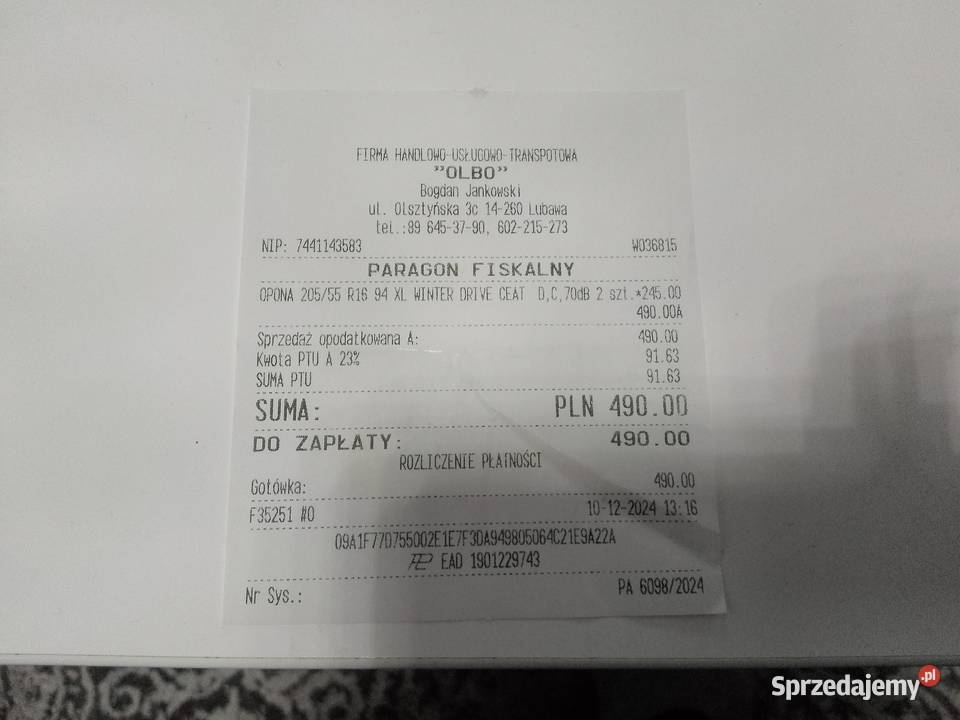 FIRMA HANDLOWO-USŁUGOWO-TRANSPOTOWA
"OLBO"
Bogdan Jankowski
ul. Olsztyńska 3c 14-260 Lubawa
tel.:89 645-37-90, 602-215-273
NIP: 7441143583 W036815
PARAGON FISKALNY
OPONA 205/55 R16 94 XL WINTER DRIVE CEAT D,C,70dB 2 szt.*245.00
490.00A
Sprzedaż opodatkowana A: 490.00
Kwota PTU A 23% 91.63
SUMA PTU 91.63
SUMA: PLN 490.00
DO ZAPŁATY: 490.00
ROZLICZENIE PŁATNOŚCI
Gotówka: 490.00
F35251 #0 10-12-2024 13:16
09A1F77D755002E1E7F3DA949805064C21E9A22A
EAD 1901229743
Nr Sys.: PA 6098/2024
Sprzedajemy.pl